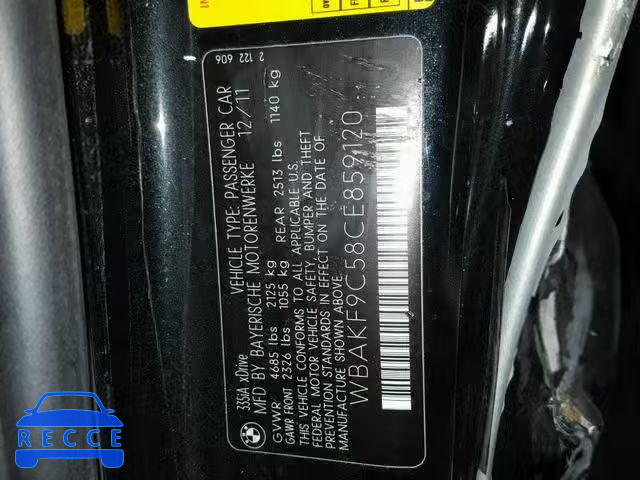 335iA xDrive VEHICLE TYPE: PASSENGER CAR 2 122 606
MFD BY BAYERISCHE MOTORENWERKE 12/11
GVWR 4685 lbs 2125 kg
GAWR FRONT 2326 lbs 1055 kg REAR 2513 lbs 1140 kg
THIS VEHICLE CONFORMS TO ALL APPLICABLE U.S.
FEDERAL MOTOR VEHICLE SAFETY, BUMPER AND THEFT
PREVENTION STANDARDS IN EFFECT ON THE DATE OF
MANUFACTURE SHOWN ABOVE.
WBAKF9C58CE859120
RECCE